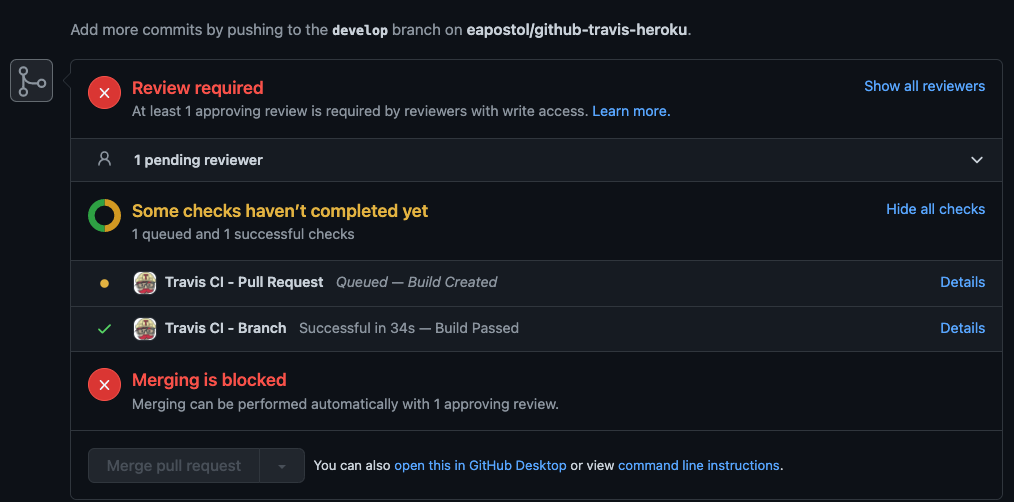 Add more commits by pushing to the develop branch on eapostol/github-travis-heroku.
Review required
Show all reviewers
At least 1 approving review is required by reviewers with write access. Learn more.
1 pending reviewer
Some checks haven’t completed yet
Hide all checks
1 queued and 1 successful checks
Travis CI - Pull Request Queued — Build Created Details
Travis CI - Branch Successful in 34s — Build Passed Details
Merging is blocked
Merging can be performed automatically with 1 approving review.
Merge pull request You can also open this in GitHub Desktop or view command line instructions.